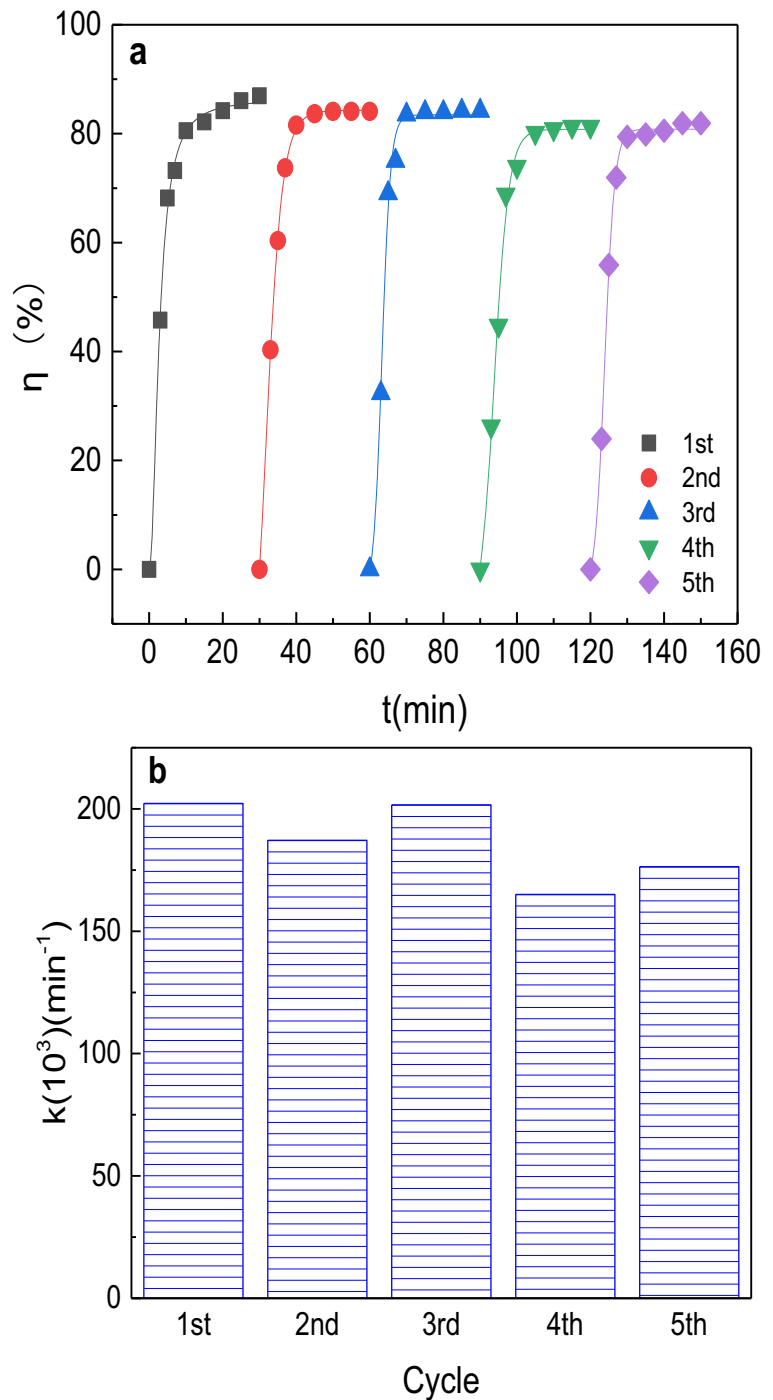 a
100
80
60
40
20
0
η (%)
1st
2nd
3rd
4th
5th
0 20 40 60 80 100 120 140 160
t(min)
b
200
150
100
50
0
k(10³)(min⁻¹)
1st 2nd 3rd 4th 5th
Cycle